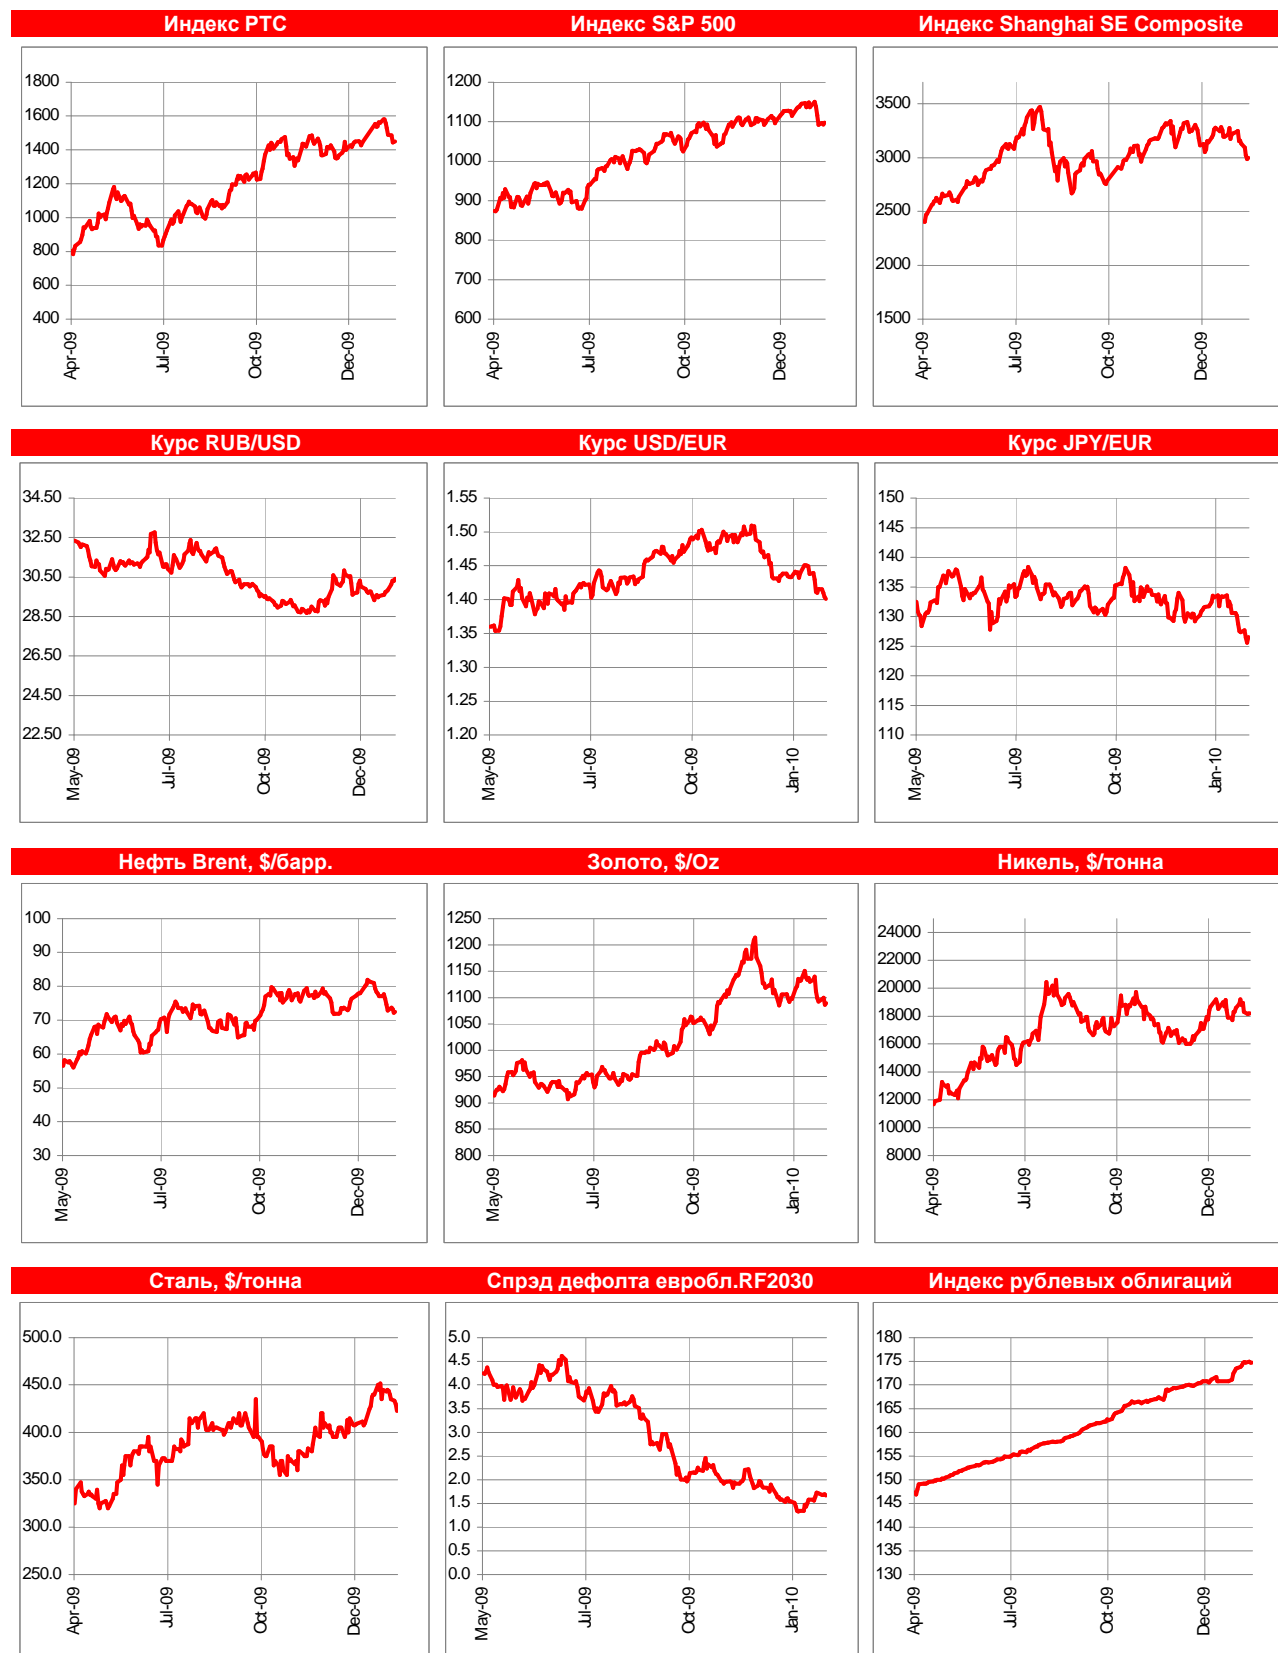 Индекс РТС
1800
1600
1400
1200
1000
800
600
400
Apr-09
Jul-09
Oct-09
Dec-09
Индекс S&P 500
1200
1100
1000
900
800
700
600
Apr-09
Jul-09
Oct-09
Dec-09
Индекс Shanghai SE Composite
3500
3000
2500
2000
1500
Apr-09
Jul-09
Oct-09
Dec-09
Курс RUB/USD
34.50
32.50
30.50
28.50
26.50
24.50
22.50
May-09
Jul-09
Oct-09
Dec-09
Курс USD/EUR
1.55
1.50
1.45
1.40
1.35
1.30
1.25
1.20
May-09
Jul-09
Oct-09
Jan-10
Курс JPY/EUR
150
145
140
135
130
125
120
115
110
May-09
Jul-09
Oct-09
Jan-10
Нефть Brent, $/барр.
100
90
80
70
60
50
40
30
May-09
Jul-09
Oct-09
Dec-09
Золото, $/Oz
1250
1200
1150
1100
1050
1000
950
900
850
800
May-09
Jul-09
Oct-09
Jan-10
Никель, $/тонна
24000
22000
20000
18000
16000
14000
12000
10000
8000
Apr-09
Jul-09
Oct-09
Dec-09
Сталь, $/тонна
500.0
450.0
400.0
350.0
300.0
250.0
Apr-09
Jul-09
Oct-09
Dec-09
Спрэд дефолта евробл.RF2030
5.0
4.5
4.0
3.5
3.0
2.5
2.0
1.5
1.0
0.5
0.0
May-09
Jul-09
Oct-09
Jan-10
Индекс рублевых облигаций
180
175
170
165
160
155
150
145
140
135
130
Apr-09
Jul-09
Oct-09
Dec-09